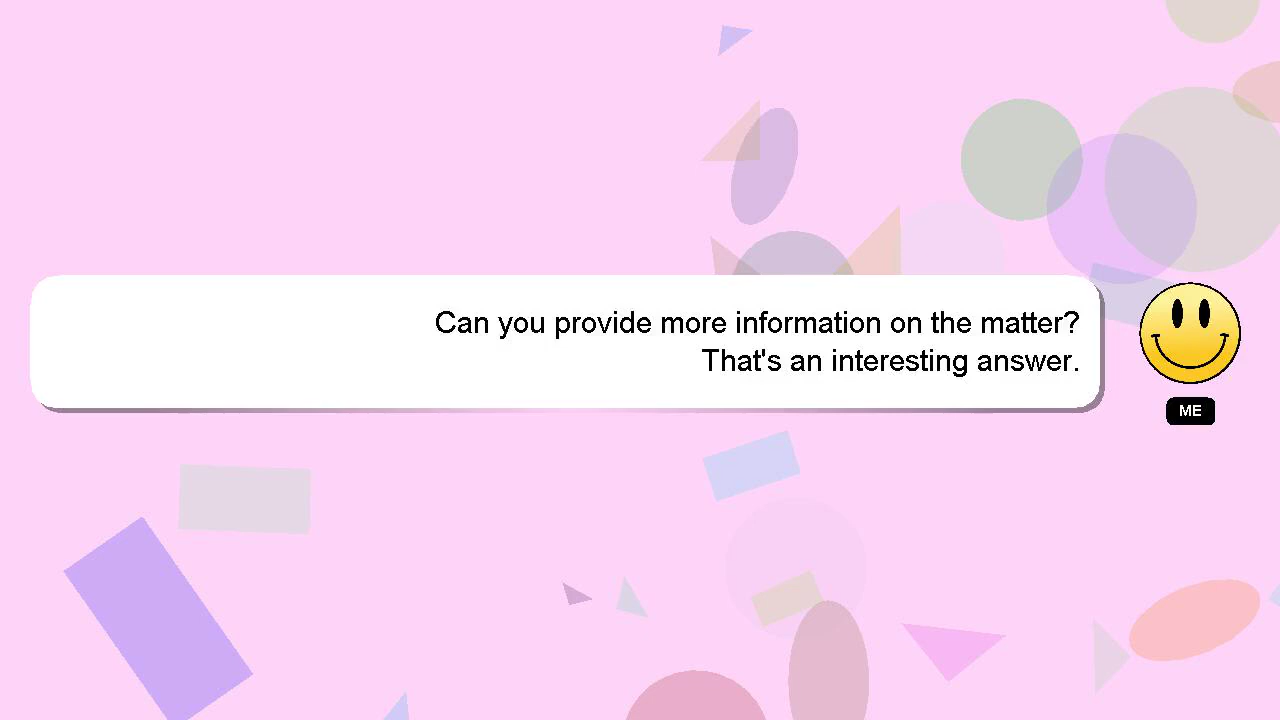 Can you provide more information on the matter?
That's an interesting answer.
ME